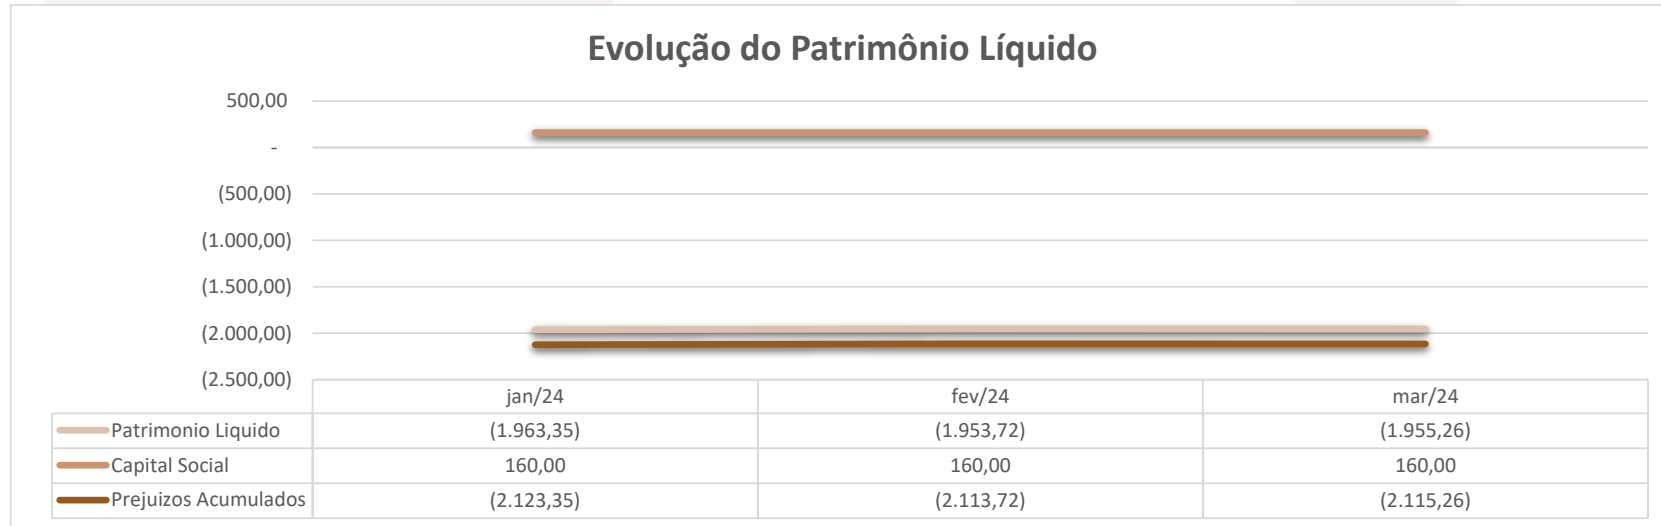 Evolução do Patrimônio Líquido
500,00
-
(500,00)
(1.000,00)
(1.500,00)
(2.000,00)
(2.500,00)
jan/24 fev/24 mar/24
Patrimonio Liquido (1.963,35) (1.953,72) (1.955,26)
Capital Social 160,00 160,00 160,00
Prejuizos Acumulados (2.123,35) (2.113,72) (2.115,26)